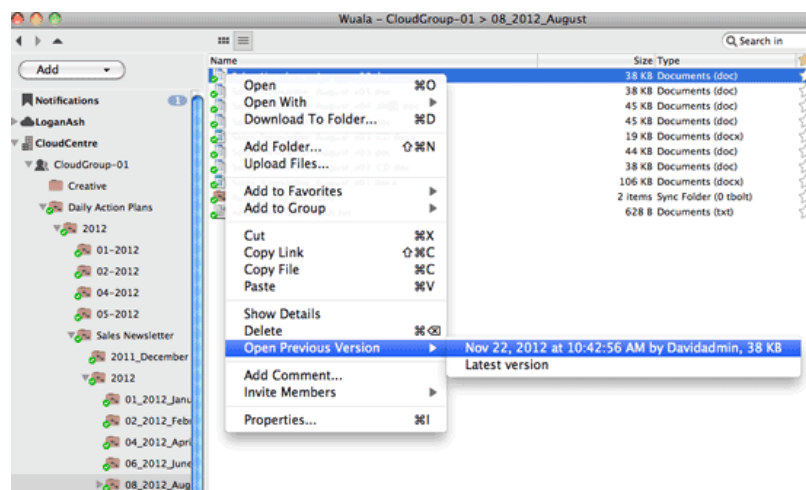 Wuala – CloudGroup-01 > 08_2012_August
Search in
Add
Name
Size Type
Notifications 1
LoganAsh
CloudCentre
CloudGroup-01
Creative
Daily Action Plans
2012
01-2012
02-2012
04-2012
05-2012
Sales Newsletter
2011_December
2012
01_2012_Janu
02_2012_Febr
04_2012_Apri
06_2012_June
08_2012_Aug
38 KB Documents (doc)
38 KB Documents (doc)
45 KB Documents (doc)
45 KB Documents (doc)
19 KB Documents (docx)
44 KB Documents (doc)
38 KB Documents (doc)
106 KB Documents (docx)
2 items Sync Folder (0 tbolt)
628 B Documents (txt)
Open ⌘O
Open With
Download To Folder... ⌘D
Add Folder... ⇧⌘N
Upload Files...
Add to Favorites
Add to Group
Cut ⌘X
Copy Link ⇧⌘C
Copy File ⌘C
Paste ⌘V
Show Details
Delete ⌘⌫
Open Previous Version
Nov 22, 2012 at 10:42:56 AM by Davidadmin, 38 KB
Latest version
Add Comment...
Invite Members
Properties... ⌘I